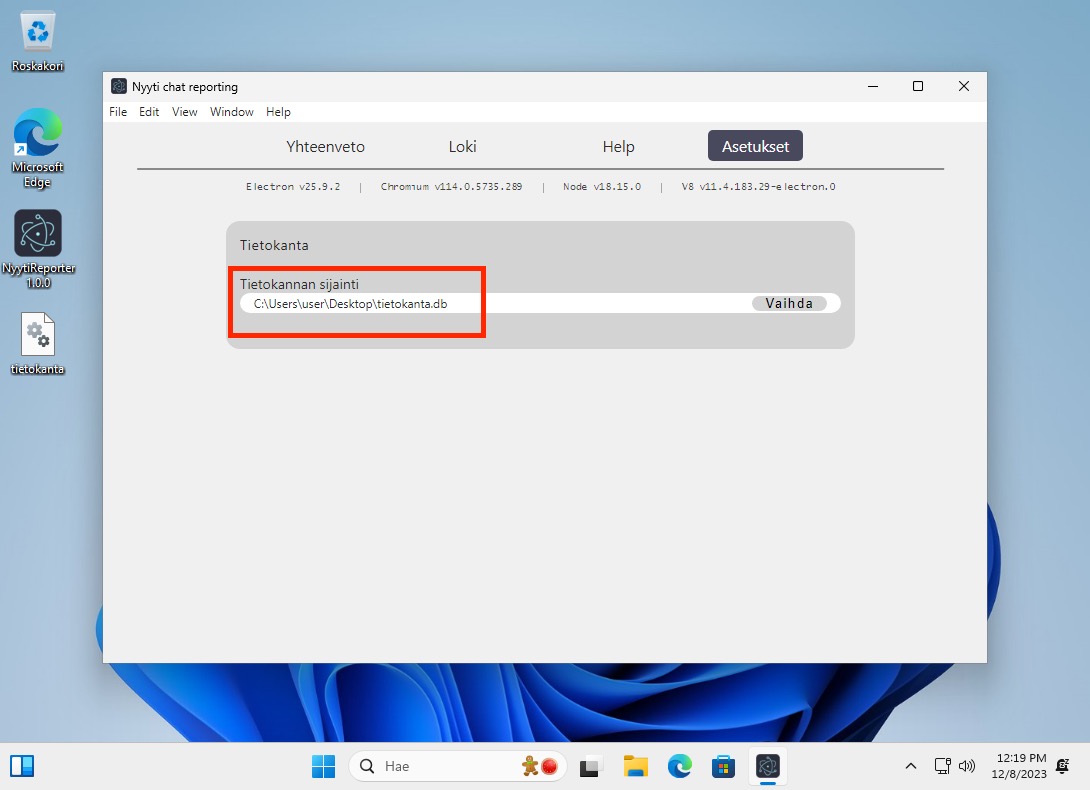 Roskakori
Microsoft
Edge
NyytiReporter
1.0.0
tietokanta
Nyyti chat reporting
File Edit View Window Help
Yhteenveto Loki Help Asetukset
Electron v25.9.2 | Chromium v114.0.5735.289 | Node v18.15.0 | V8 v11.4.183.29-electron.0
Tietokanta
Tietokannan sijainti
C:\Users\user\Desktop\tietokanta.db Vaihda
Hae
12:19 PM
12/8/2023